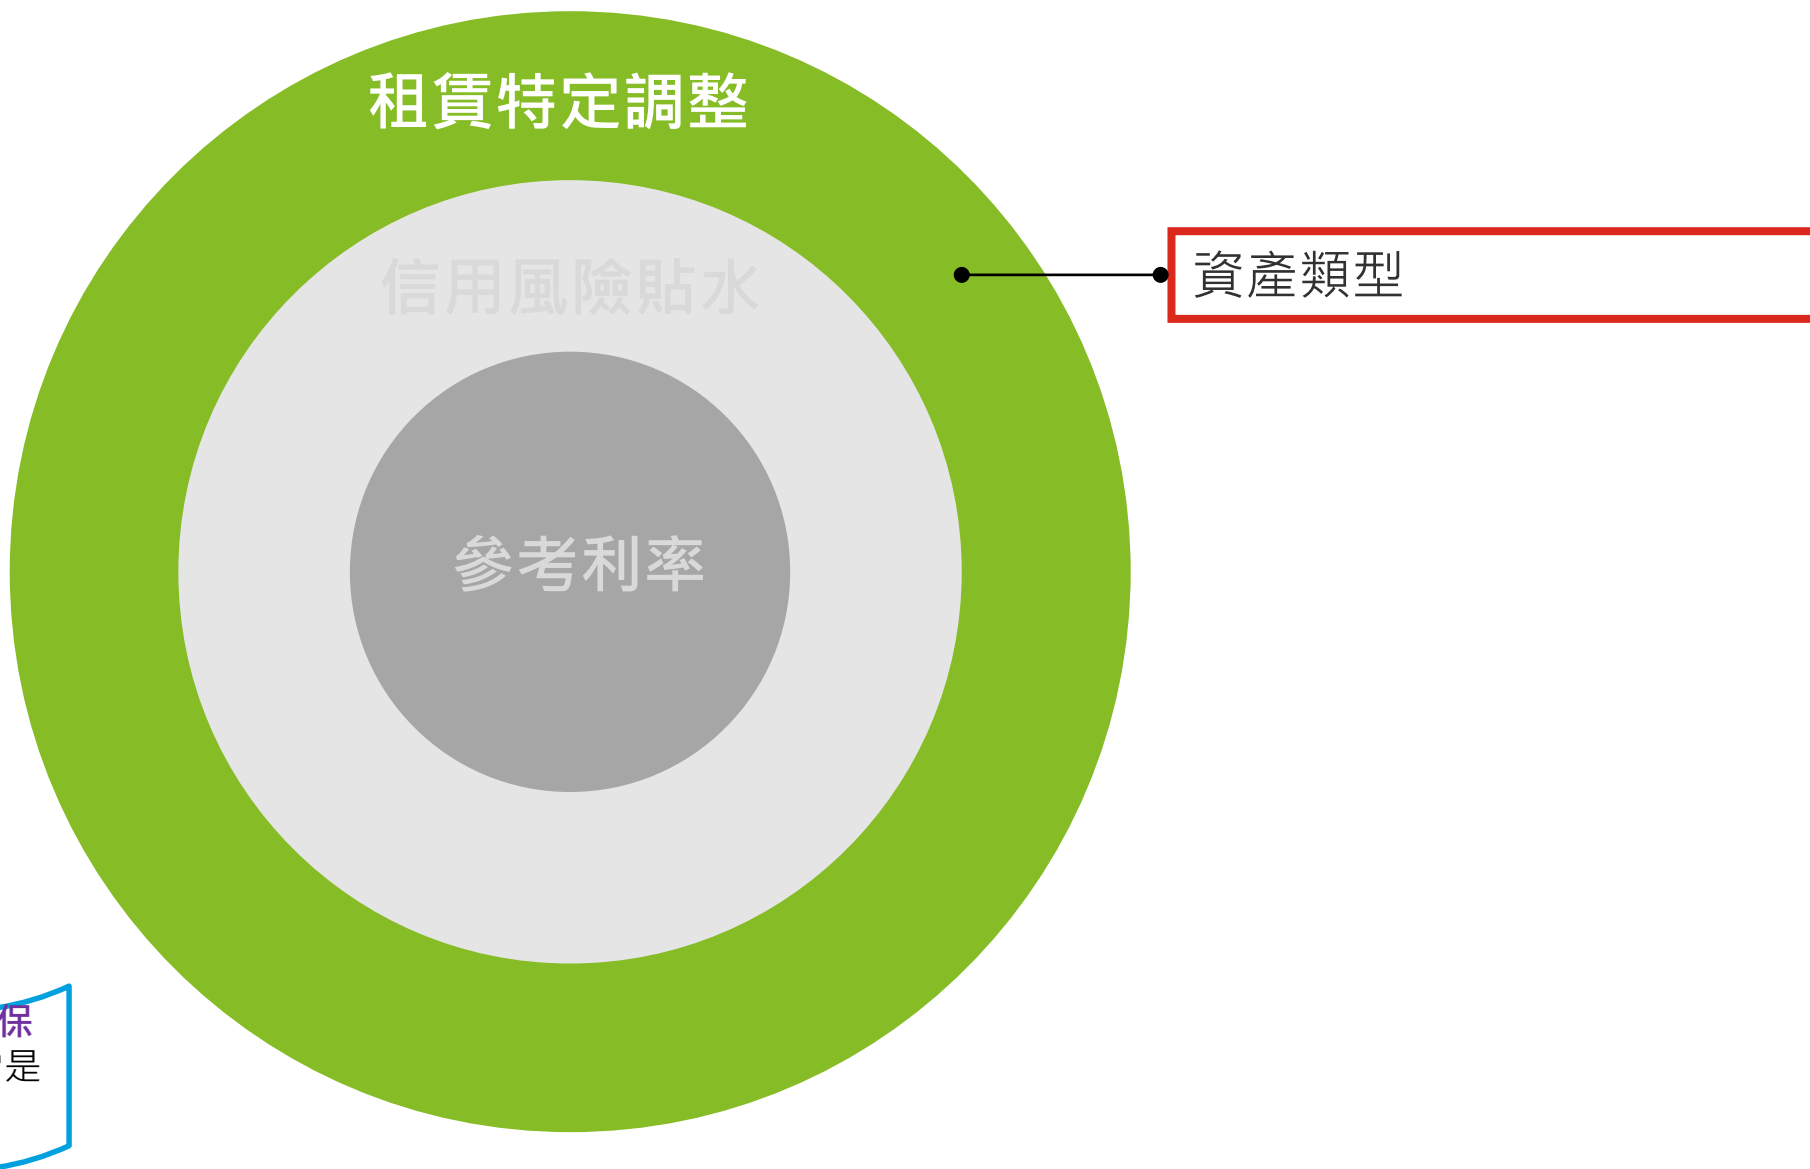 租賃特定調整
信用風險貼水
資產類型
參考利率
保
是